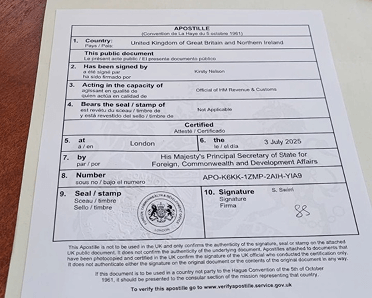 APOSTILLE
(Convention de La Haye du 5 octobre 1961)
1. Country: United Kingdom of Great Britain and Northern Ireland
Pays / País:
This public document
Le présent acte public / El presente documento público
2. Has been signed by Kirsty Nelson
a été signé par
ha sido firmado por
3. Acting in the capacity of Official of HM Revenue & Customs
agissant en qualité de
quien actúa en calidad de
4. Bears the seal / stamp of Not Applicable
est revêtu du sceau / timbre de
y está revestido del sello / timbre de
Certified
Attesté / Certificado
5. at London
à / en
6. the 3 July 2025
le / el día
7. by His Majesty's Principal Secretary of State for
par / por Foreign, Commonwealth and Development Affairs
8. Number APO-K6KK-1ZMP-2AIH-YIA9
sous no / bajo el numero
9. Seal / stamp
Sceau / timbre
Sello / timbre
10. Signature S. Swim
Signature
Firma
This Apostille is not to be used in the UK and only confirms the authenticity of the signature, seal or stamp on the attached
UK public document. It does not confirm the authenticity of the underlying document. Apostilles attached to documents that
have been photocopied and certified in the UK confirm the signature of the UK official who conducted the certification only.
It does not authenticate either the signature on the original document or the contents of the original document in any way.
If this document is to be used in a country not party to the Hague Convention of the 5th of October
1961, it should be presented to the consular section of the mission representing that country.
To verify this apostille go to www.verifyapostille.service.gov.uk